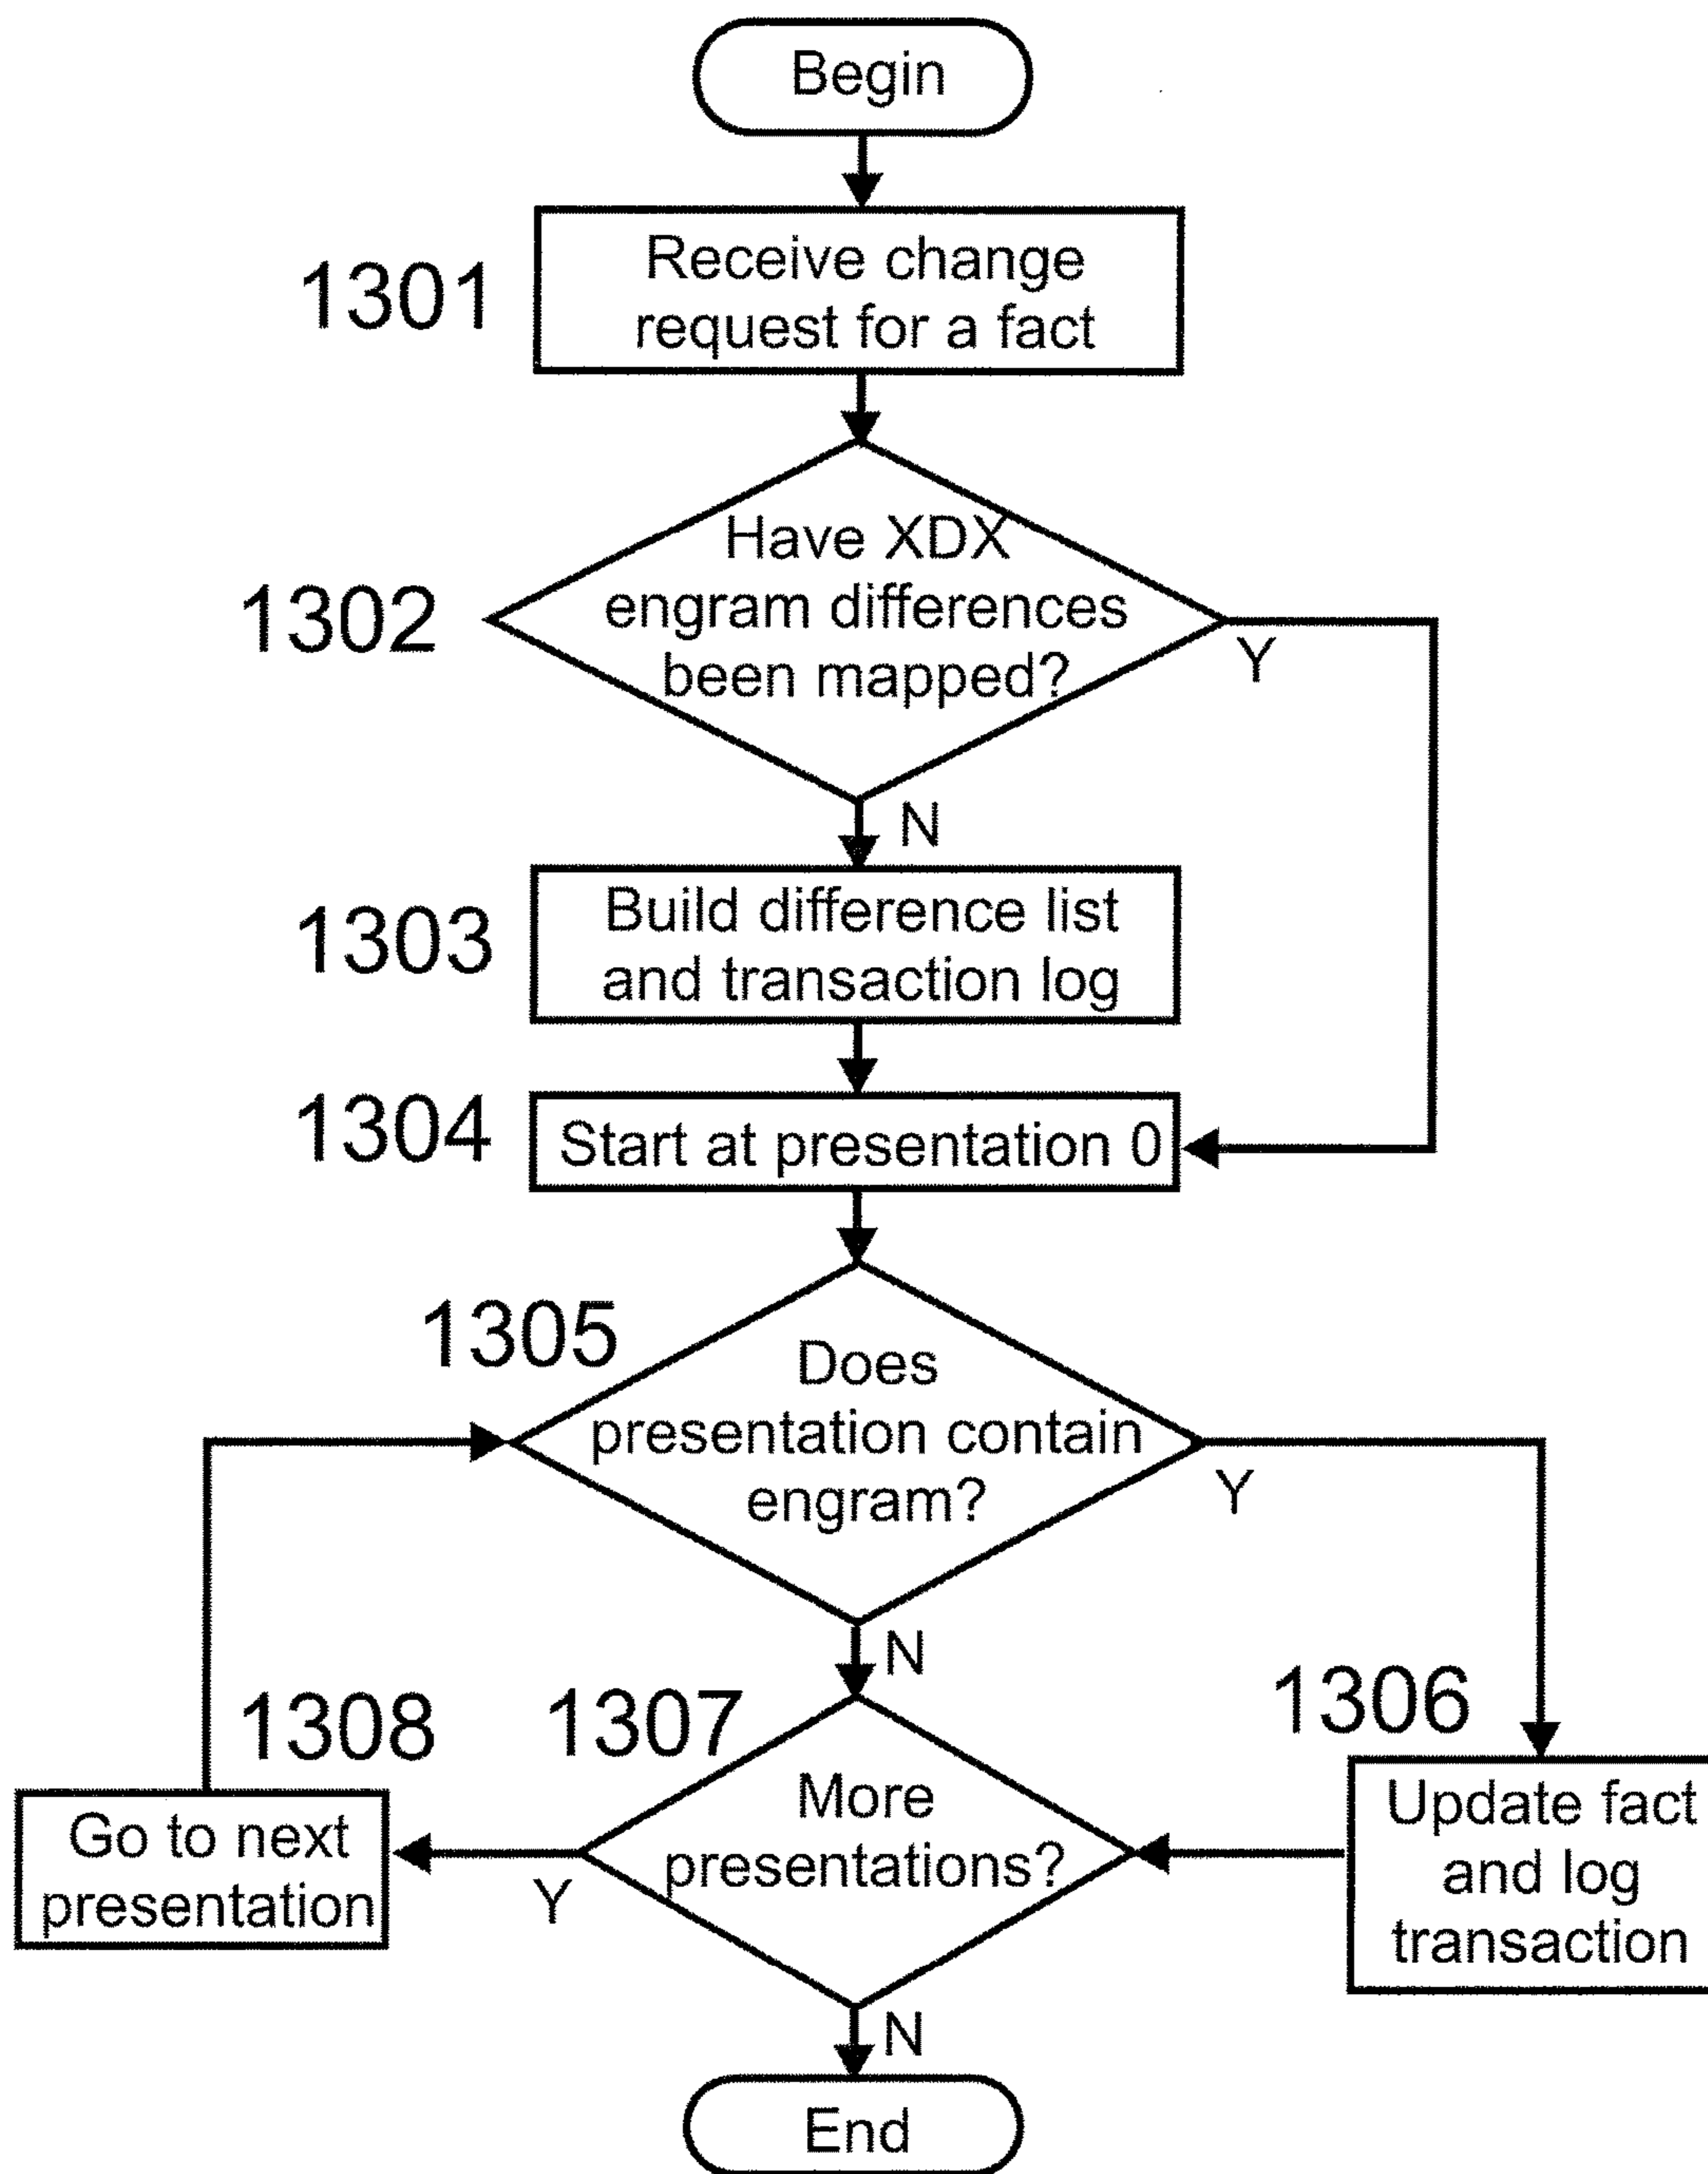 Begin
1301
Receive change
request for a fact
1302
Have XDX
engram differences
been mapped?
Y
N
1303
Build difference list
and transaction log
1304
Start at presentation 0
1305
Does
presentation contain
engram?
Y
N
1306
Update fact
and log
transaction
1307
More
presentations?
Y
N
1308
Go to next
presentation
End